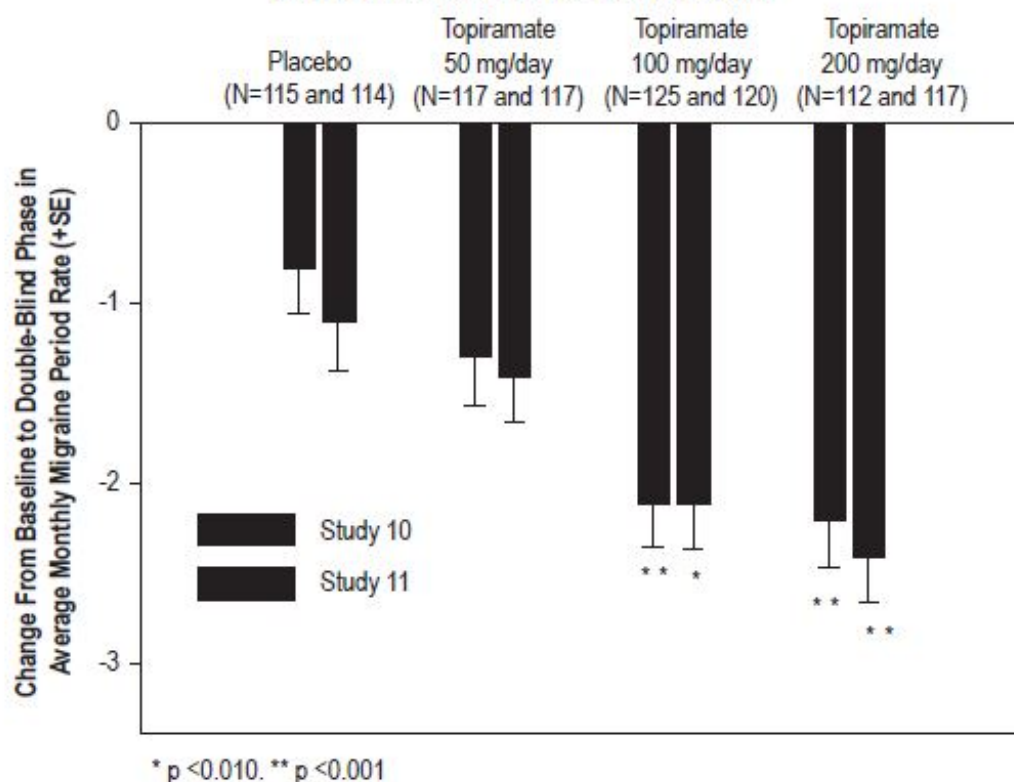 Placebo
(N=115 and 114)
Topiramate
50 mg/day
(N=117 and 117)
Topiramate
100 mg/day
(N=125 and 120)
Topiramate
200 mg/day
(N=112 and 117)
Change From Baseline to Double-Blind Phase in
Average Monthly Migraine Period Rate (+SE)
0
-1
-2
-3
Study 10
Study 11
* *
*
* *
* *
* p <0.010. ** p <0.001